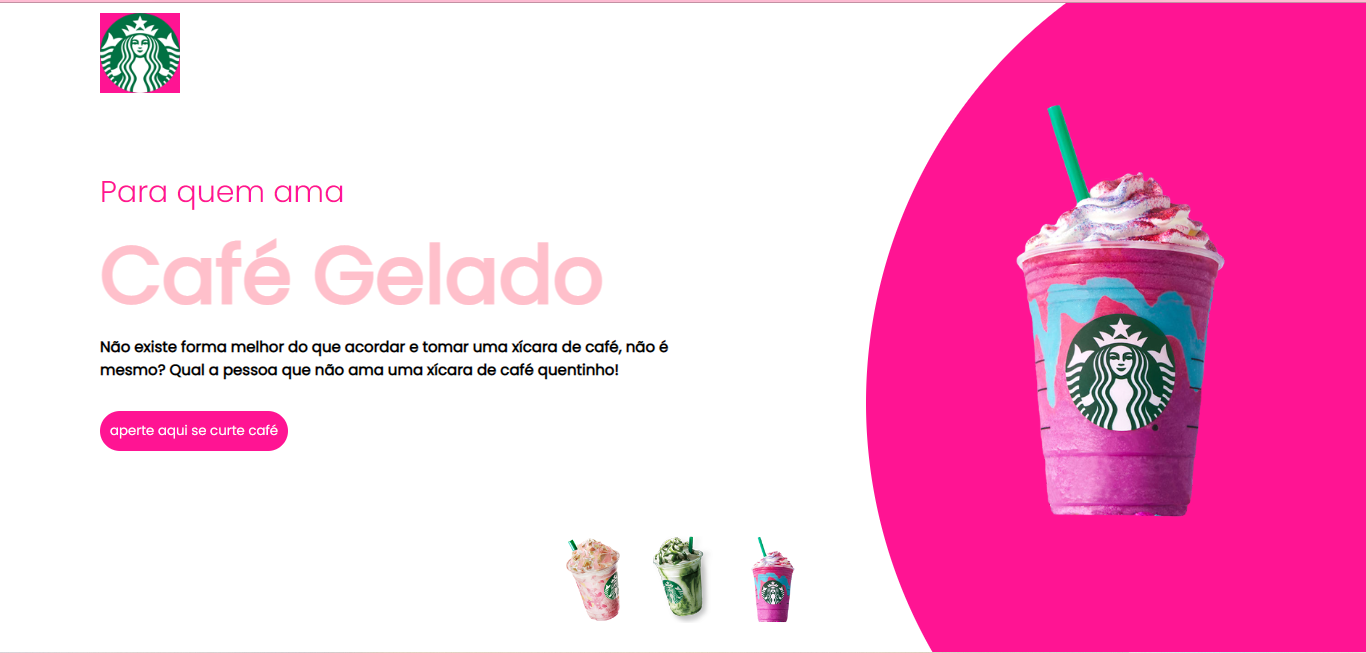 Para quem ama
Café Gelado
Não existe forma melhor do que acordar e tomar uma xícara de café, não é
mesmo? Qual a pessoa que não ama uma xícara de café quentinho!
aperte aqui se curte café